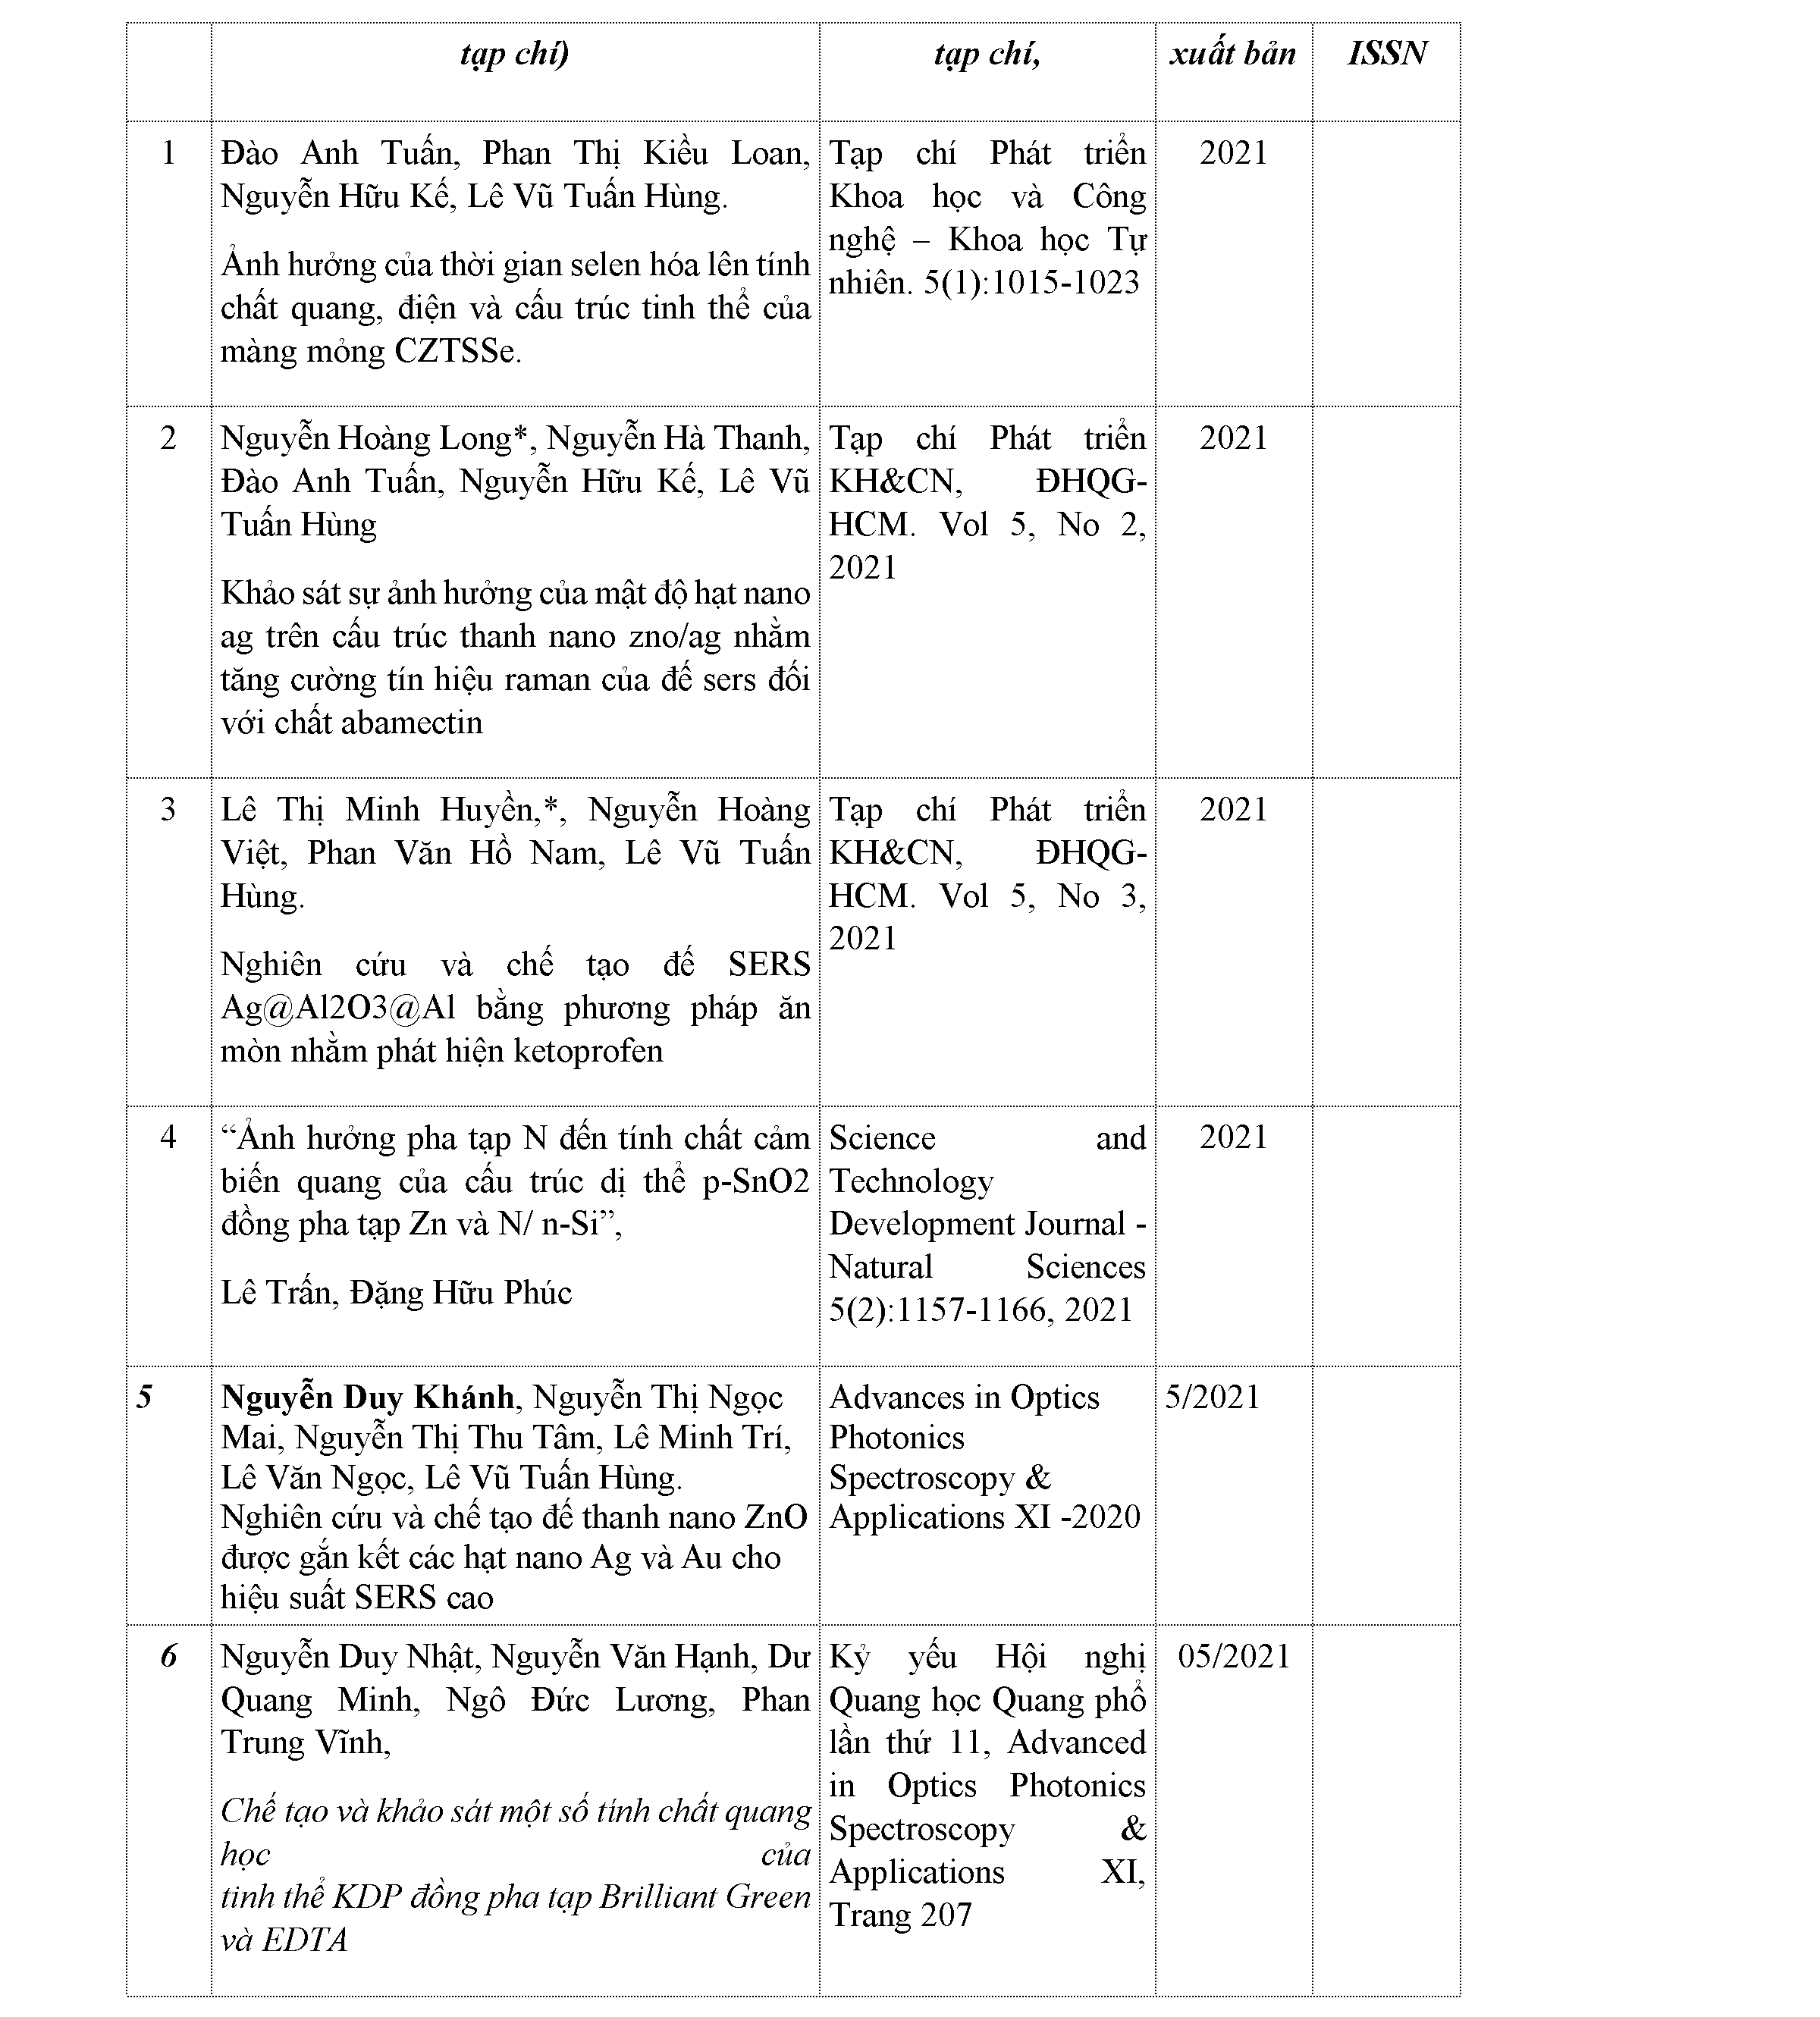 tạp chí)
tạp chí,
xuất bản
ISSN
1
Đào Anh Tuấn, Phan Thị Kiều Loan,
Nguyễn Hữu Kế, Lê Vũ Tuấn Hùng.
Ảnh hưởng của thời gian selen hóa lên tính
chất quang, điện và cấu trúc tinh thể của
màng mỏng CZTSSe.
Tạp chí Phát triển
Khoa học và Công
nghệ – Khoa học Tự
nhiên. 5(1):1015-1023
2021
2
Nguyễn Hoàng Long*, Nguyễn Hà Thanh,
Đào Anh Tuấn, Nguyễn Hữu Kế, Lê Vũ
Tuấn Hùng
Khảo sát sự ảnh hưởng của mật độ hạt nano
ag trên cấu trúc thanh nano zno/ag nhằm
tăng cường tín hiệu raman của đế sers đối
với chất abamectin
Tạp chí Phát triển
KH&CN, ĐHQG-
HCM. Vol 5, No 2,
2021
2021
3
Lê Thị Minh Huyền,*, Nguyễn Hoàng
Việt, Phan Văn Hồ Nam, Lê Vũ Tuấn
Hùng.
Nghiên cứu và chế tạo đế SERS
Ag@Al2O3@Al bằng phương pháp ăn
mòn nhằm phát hiện ketoprofen
Tạp chí Phát triển
KH&CN, ĐHQG-
HCM. Vol 5, No 3,
2021
2021
4
“Ảnh hưởng pha tạp N đến tính chất cảm
biến quang của cấu trúc dị thể p-SnO2
đồng pha tạp Zn và N/ n-Si”,
Lê Trấn, Đặng Hữu Phúc
Science and
Technology
Development Journal -
Natural Sciences
5(2):1157-1166, 2021
2021
5
Nguyễn Duy Khánh, Nguyễn Thị Ngọc
Mai, Nguyễn Thị Thu Tâm, Lê Minh Trí,
Lê Văn Ngọc, Lê Vũ Tuấn Hùng.
Nghiên cứu và chế tạo đế thanh nano ZnO
được gắn kết các hạt nano Ag và Au cho
hiệu suất SERS cao
Advances in Optics
Photonics
Spectroscopy &
Applications XI -2020
5/2021
6
Nguyễn Duy Nhật, Nguyễn Văn Hạnh, Dư
Quang Minh, Ngô Đức Lương, Phan
Trung Vĩnh,
Chế tạo và khảo sát một số tính chất quang
học của
tinh thể KDP đồng pha tạp Brilliant Green
và EDTA
Kỷ yếu Hội nghị
Quang học Quang phổ
lần thứ 11, Advanced
in Optics Photonics
Spectroscopy &
Applications XI,
Trang 207
05/2021